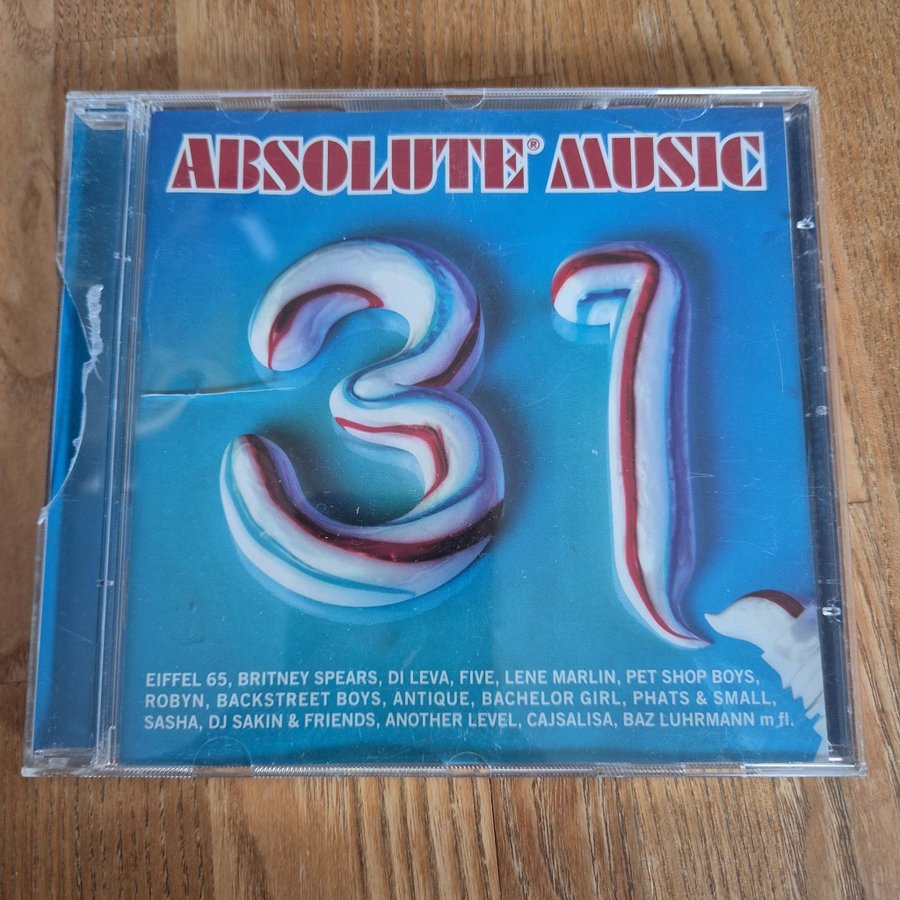 ABSOLUTE® MUSIC
31
EIFFEL 65, BRITNEY SPEARS, DI LEVA, FIVE, LENE MARLIN, PET SHOP BOYS,
ROBYN, BACKSTREET BOYS, ANTIQUE, BACHELOR GIRL, PHATS & SMALL,
SASHA, DJ SAKIN & FRIENDS, ANOTHER LEVEL, CAJSALISA, BAZ LUHRMANN m fl.